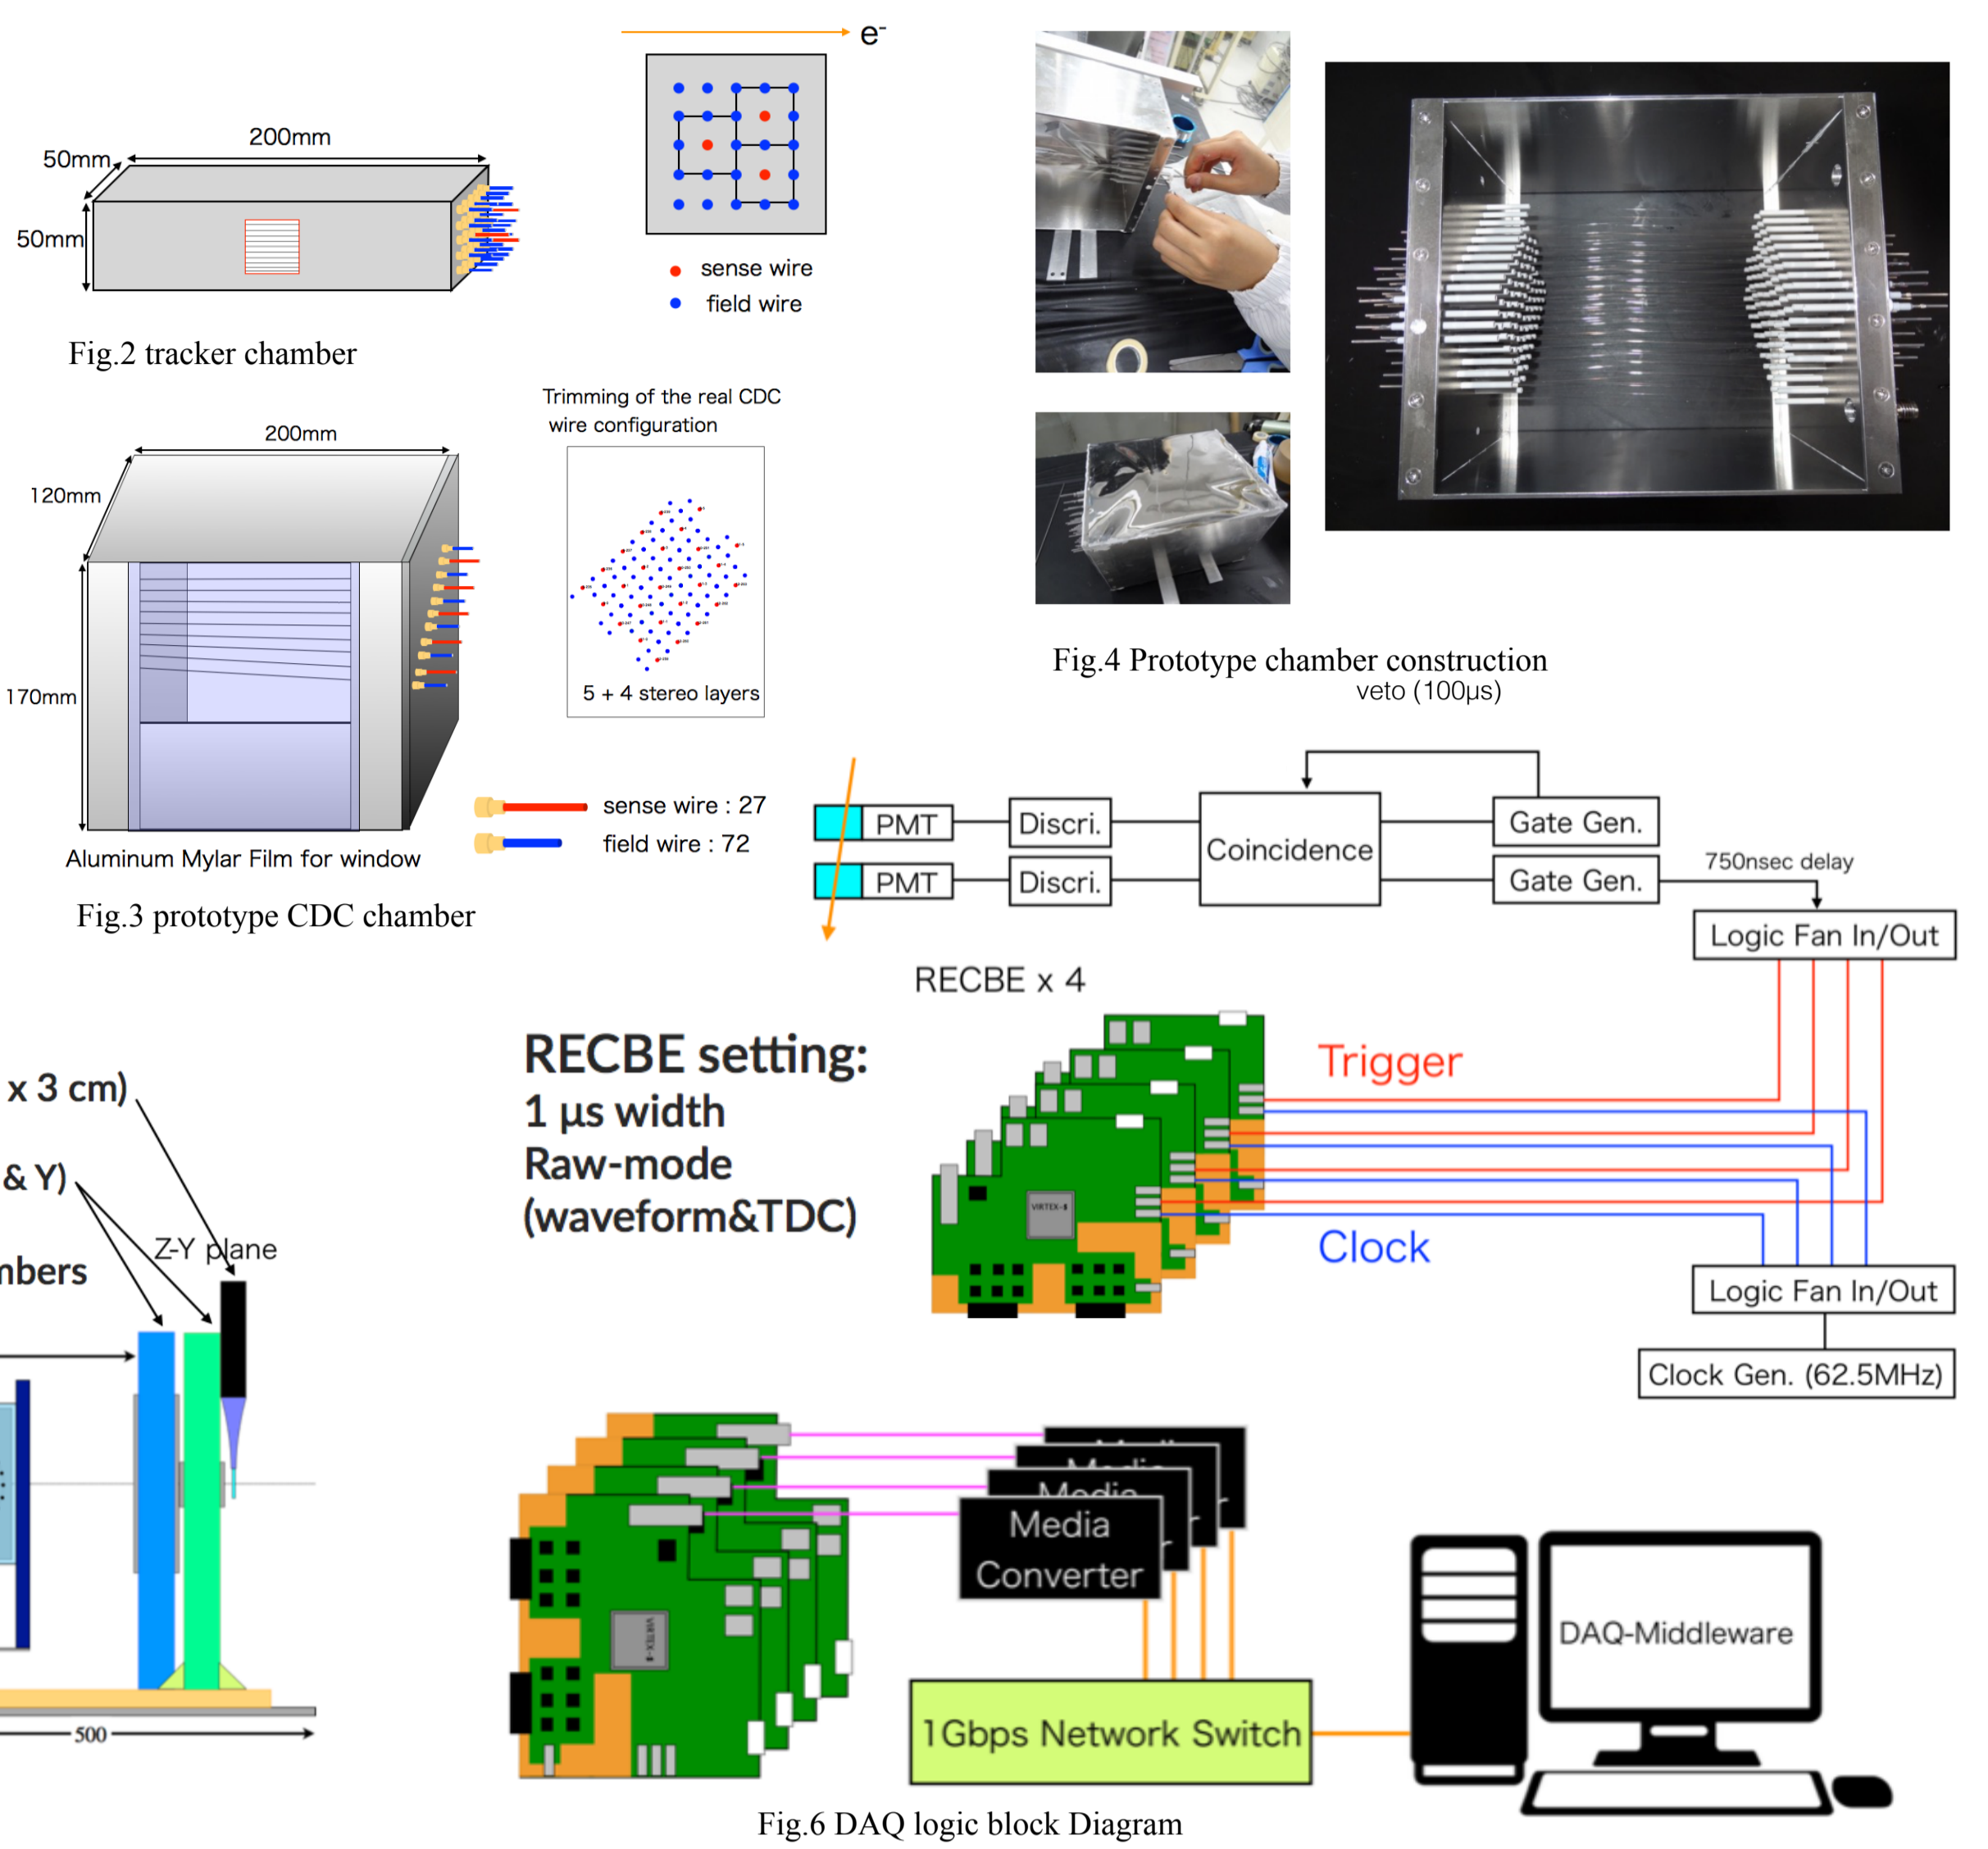 e-
200mm
50mm
50mm
sense wire
field wire
Fig.2 tracker chamber
Trimming of the real CDC
wire configuration
200mm
120mm
170mm
5 + 4 stereo layers
sense wire : 27
field wire : 72
Aluminum Mylar Film for window
Fig.3 prototype CDC chamber
Fig.4 Prototype chamber construction
veto (100μs)
PMT
Discri.
Coincidence
Gate Gen.
PMT
Discri.
Gate Gen.
750nsec delay
Logic Fan In/Out
RECBE x 4
RECBE setting:
1 μs width
Raw-mode
(waveform&TDC)
Trigger
Clock
Logic Fan In/Out
Clock Gen. (62.5MHz)
x 3 cm)
& Y)
Z-Y plane
mbers
500
Media
Media
Media
Converter
1Gbps Network Switch
DAQ-Middleware
Fig.6 DAQ logic block Diagram